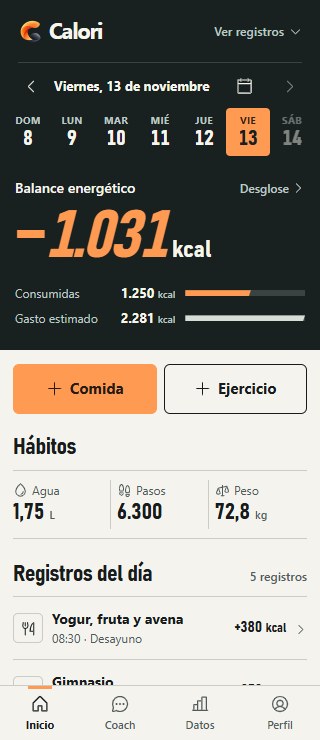 Calori
Ver registros
Viernes, 13 de noviembre
DOM LUN MAR MIÉ JUE VIE SÁB
8 9 10 11 12 13 14
Balance energético
Desglose
−1.031 kcal
Consumidas 1.250 kcal
Gasto estimado 2.281 kcal
+ Comida
+ Ejercicio
Hábitos
Agua Pasos Peso
1,75 L 6.300 72,8 kg
Registros del día
5 registros
Yogur, fruta y avena
+380 kcal
08:30 · Desayuno
Gimnasio
Inicio Coach Datos Perfil